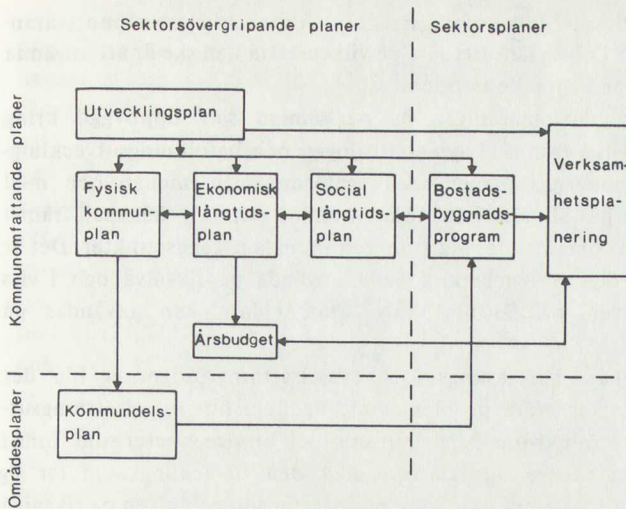 Sektorsövergripande planer
Sektorsplaner
Kommunomfattande planer
Utvecklingsplan
Fysisk
kommun-
plan
Ekonomisk
långtids-
plan
Social
långtids-
plan
Bostads-
byggnads-
program
Verksam-
hetspla-
nering
Årsbudget
Områdesplaner
Kommundels-
plan